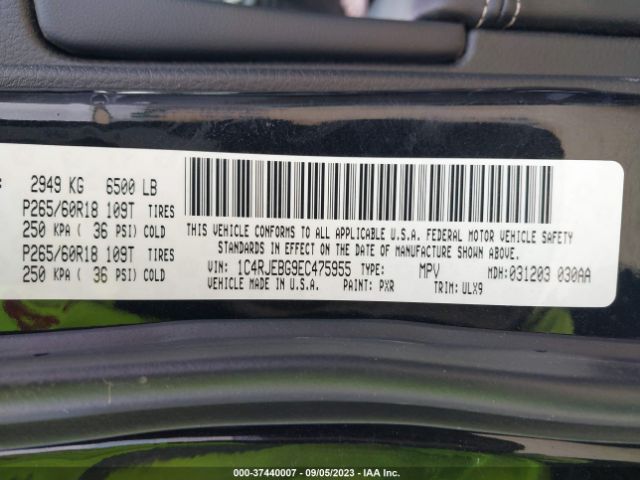 :
2949 KG 6500 LB
P265/60R18 109T TIRES
250 KPA ( 36 PSI) COLD
P265/60R18 109T TIRES
250 KPA ( 36 PSI) COLD
THIS VEHICLE CONFORMS TO ALL APPLICABLE U.S.A. FEDERAL MOTOR VEHICLE SAFETY
STANDARDS IN EFFECT ON THE DATE OF MANUFACTURE SHOWN ABOVE.
VIN: 1C4RJEBG9EC475955 TYPE: MPV MDH:031203 030AA
VEHICLE MADE IN U.S.A. PAINT: PXR TRIM: ULX9
000-37440007 - 09/05/2023 - IAA Inc.